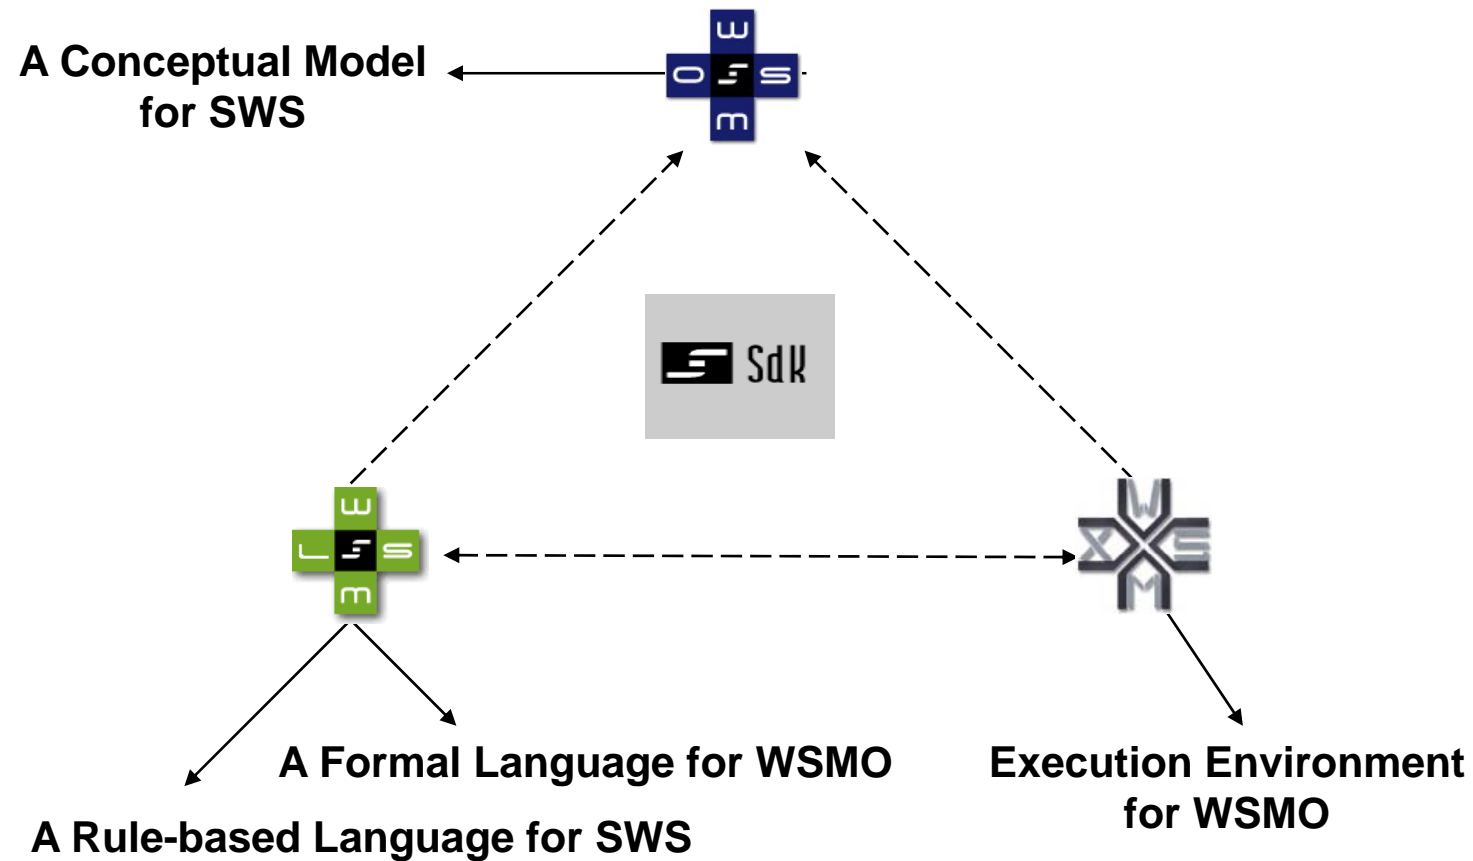 A Conceptual Model
for SWS
W
O S
M
SdK
W
L S
M
W
X S
M
A Formal Language for WSMO
A Rule-based Language for SWS
Execution Environment
for WSMO